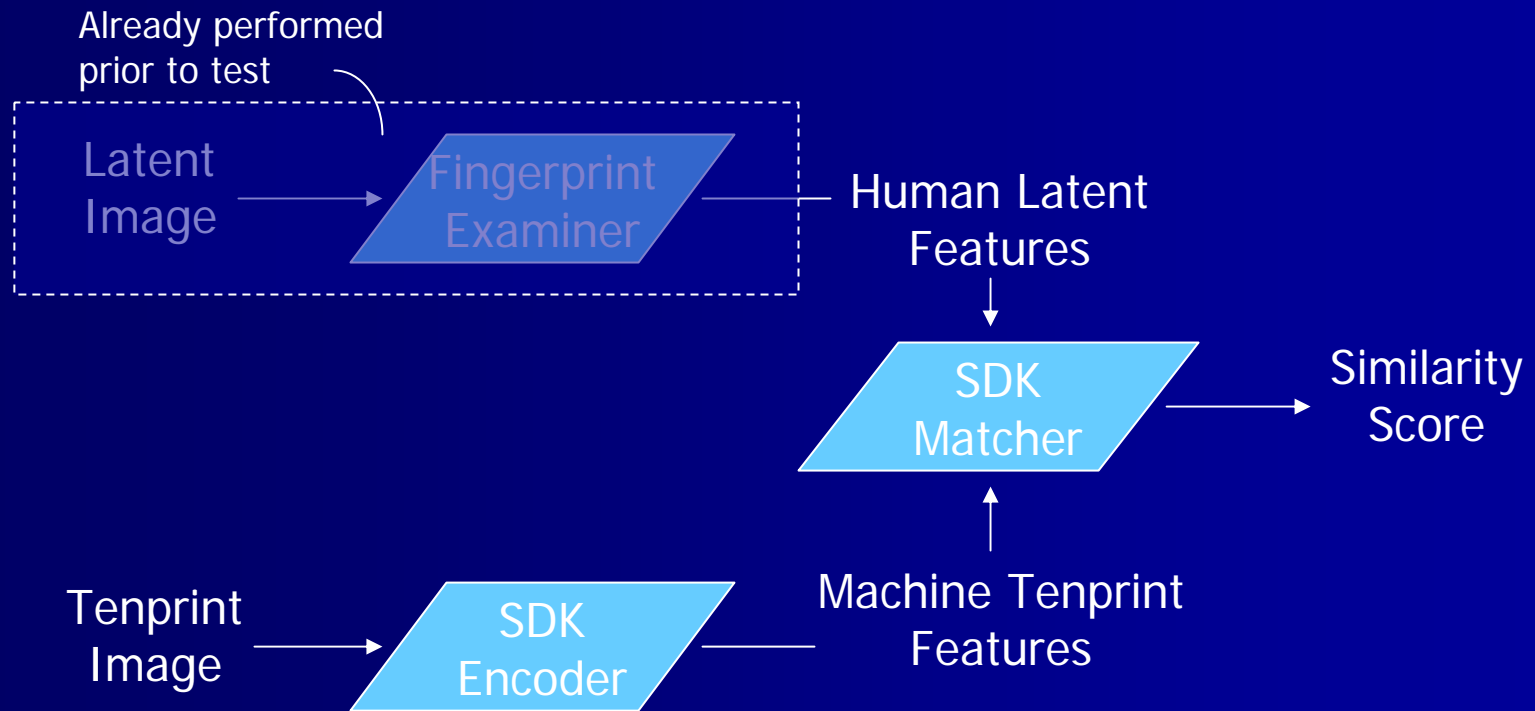 Already performed
prior to test
Latent
Image
Fingerprint
Examiner
Human Latent
Features
SDK
Matcher
Similarity
Score
Tenprint
Image
SDK
Encoder
Machine Tenprint
Features